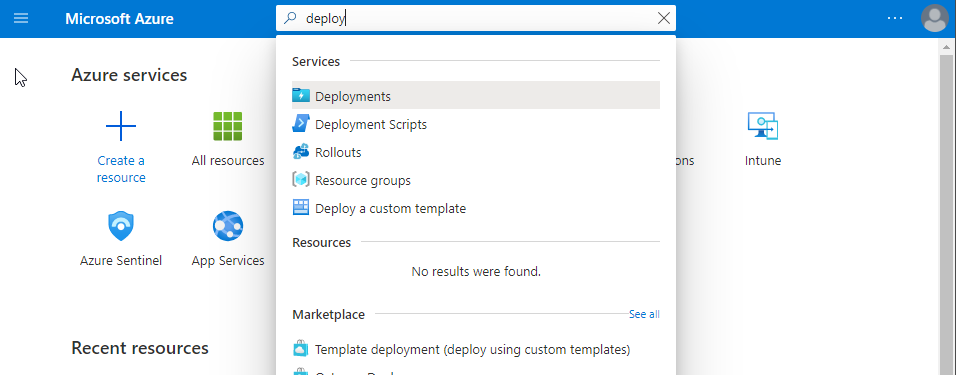 Microsoft Azure
deploy
Azure services
Create a
resource
All resources
Azure Sentinel
App Services
Recent resources
Services
Deployments
Deployment Scripts
Rollouts
Resource groups
Deploy a custom template
Resources
No results were found.
Marketplace
See all
Template deployment (deploy using custom templates)
ons
Intune